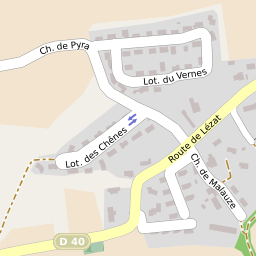 Ch. de Pyra
Lot. du Vernes
Lot. des Chênes
Route de Lézat
Ch. de Malauze
D 40